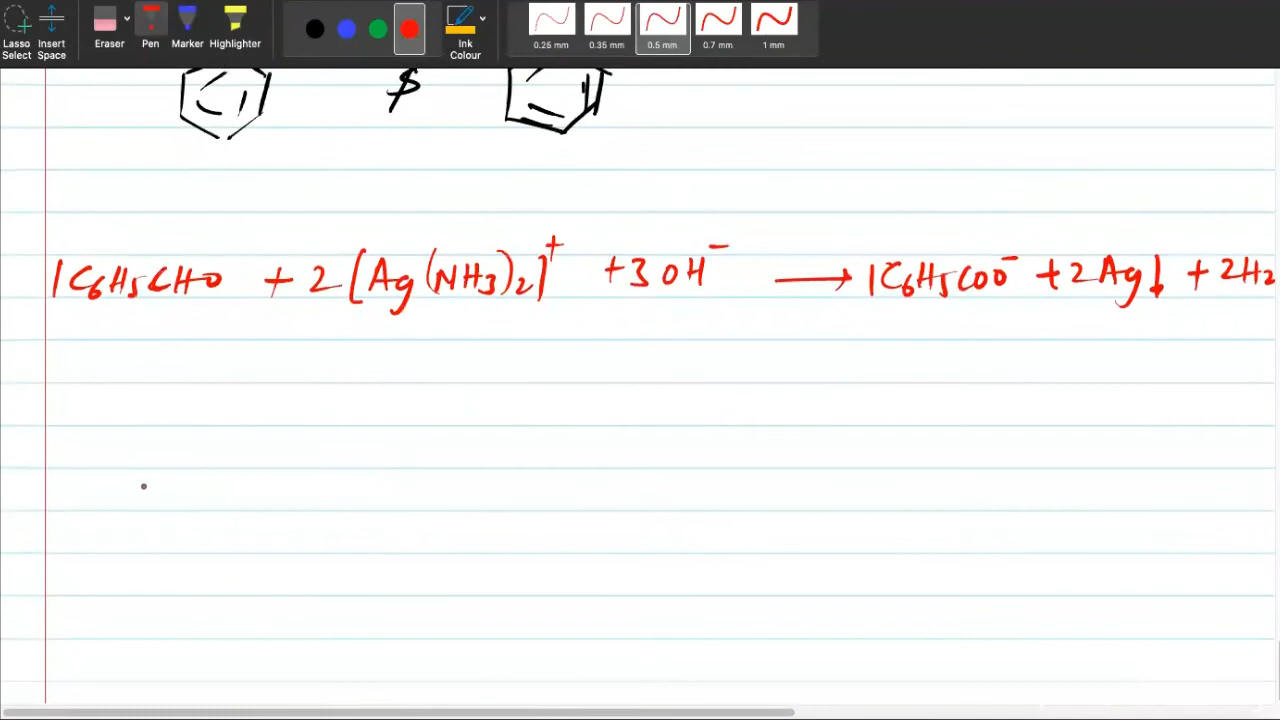 Lasso Select
Insert Space
Eraser
Pen
Marker
Highlighter
Ink Colour
0.25 mm
0.35 mm
0.5 mm
0.7 mm
1 mm
1C6H5CHO + 2[Ag(NH3)2]⁺ + 3OH⁻ ⟶ 1C6H5COO⁻ + 2Ag↓ + 2H2